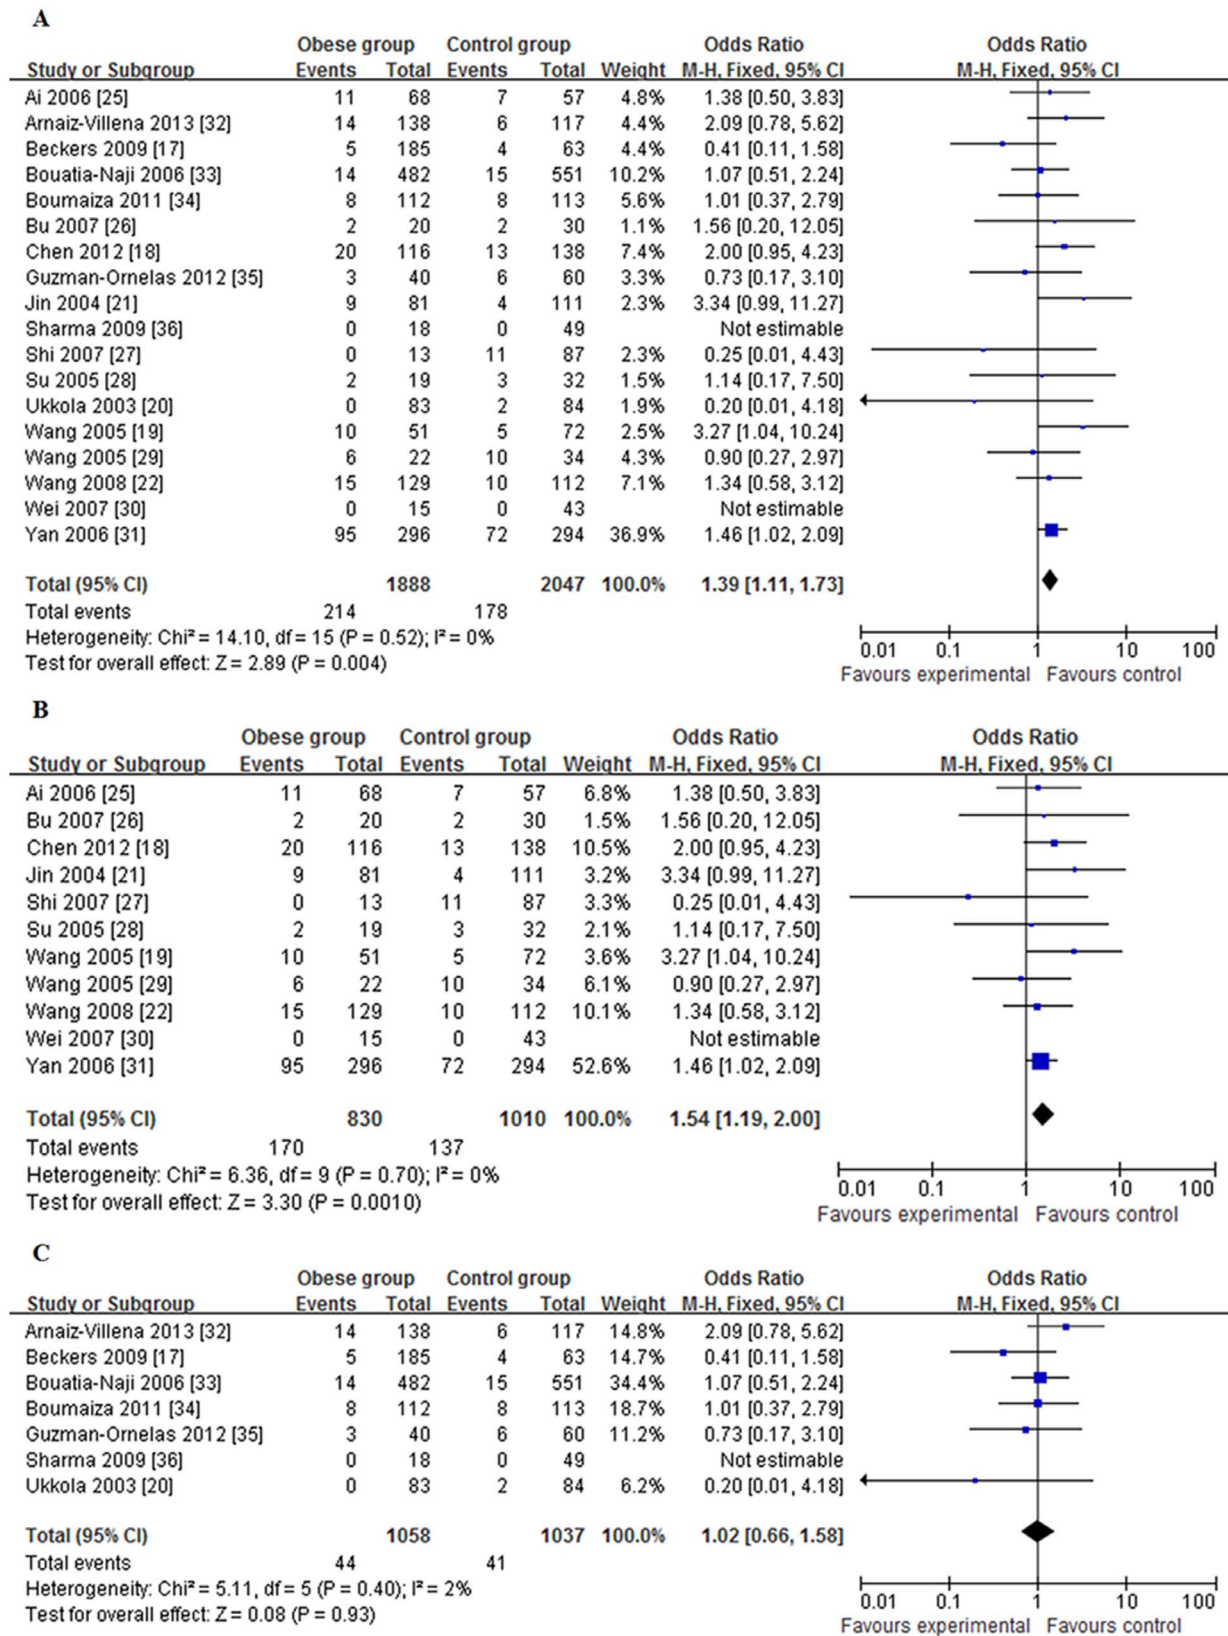 A
Obese group Control group Odds Ratio Odds Ratio
Study or Subgroup Events Total Events Total Weight M-H, Fixed, 95% CI M-H, Fixed, 95% CI
Ai 2006 [25] 11 68 7 57 4.8% 1.38 [0.50, 3.83]
Arnaiz-Villena 2013 [32] 14 138 6 117 4.4% 2.09 [0.78, 5.62]
Beckers 2009 [17] 5 185 4 63 4.4% 0.41 [0.11, 1.58]
Bouatia-Naji 2006 [33] 14 482 15 551 10.2% 1.07 [0.51, 2.24]
Boumaiza 2011 [34] 8 112 8 113 5.6% 1.01 [0.37, 2.79]
Bu 2007 [26] 2 20 2 30 1.1% 1.56 [0.20, 12.05]
Chen 2012 [18] 20 116 13 138 7.4% 2.00 [0.95, 4.23]
Guzman-Ornelas 2012 [35] 3 40 6 60 3.3% 0.73 [0.17, 3.10]
Jin 2004 [21] 9 81 4 111 2.3% 3.34 [0.99, 11.27]
Sharma 2009 [36] 0 18 0 49 Not estimable
Shi 2007 [27] 0 13 11 87 2.3% 0.25 [0.01, 4.43]
Su 2005 [28] 2 19 3 32 1.5% 1.14 [0.17, 7.50]
Ukkola 2003 [20] 0 83 2 84 1.9% 0.20 [0.01, 4.18]
Wang 2005 [19] 10 51 5 72 2.5% 3.27 [1.04, 10.24]
Wang 2005 [29] 6 22 10 34 4.3% 0.90 [0.27, 2.97]
Wang 2008 [22] 15 129 10 112 7.1% 1.34 [0.58, 3.12]
Wei 2007 [30] 0 15 0 43 Not estimable
Yan 2006 [31] 95 296 72 294 36.9% 1.46 [1.02, 2.09]
Total (95% CI) 1888 2047 100.0% 1.39 [1.11, 1.73]
Total events 214 178
Heterogeneity: Chi² = 14.10, df = 15 (P = 0.52); I² = 0%
Test for overall effect: Z = 2.89 (P = 0.004)
0.01 0.1 1 10 100
Favours experimental Favours control
B
Obese group Control group Odds Ratio Odds Ratio
Study or Subgroup Events Total Events Total Weight M-H, Fixed, 95% CI M-H, Fixed, 95% CI
Ai 2006 [25] 11 68 7 57 6.8% 1.38 [0.50, 3.83]
Bu 2007 [26] 2 20 2 30 1.5% 1.56 [0.20, 12.05]
Chen 2012 [18] 20 116 13 138 10.5% 2.00 [0.95, 4.23]
Jin 2004 [21] 9 81 4 111 3.2% 3.34 [0.99, 11.27]
Shi 2007 [27] 0 13 11 87 3.3% 0.25 [0.01, 4.43]
Su 2005 [28] 2 19 3 32 2.1% 1.14 [0.17, 7.50]
Wang 2005 [19] 10 51 5 72 3.6% 3.27 [1.04, 10.24]
Wang 2005 [29] 6 22 10 34 6.1% 0.90 [0.27, 2.97]
Wang 2008 [22] 15 129 10 112 10.1% 1.34 [0.58, 3.12]
Wei 2007 [30] 0 15 0 43 Not estimable
Yan 2006 [31] 95 296 72 294 52.6% 1.46 [1.02, 2.09]
Total (95% CI) 830 1010 100.0% 1.54 [1.19, 2.00]
Total events 170 137
Heterogeneity: Chi² = 6.36, df = 9 (P = 0.70); I² = 0%
Test for overall effect: Z = 3.30 (P = 0.0010)
0.01 0.1 1 10 100
Favours experimental Favours control
C
Obese group Control group Odds Ratio Odds Ratio
Study or Subgroup Events Total Events Total Weight M-H, Fixed, 95% CI M-H, Fixed, 95% CI
Arnaiz-Villena 2013 [32] 14 138 6 117 14.8% 2.09 [0.78, 5.62]
Beckers 2009 [17] 5 185 4 63 14.7% 0.41 [0.11, 1.58]
Bouatia-Naji 2006 [33] 14 482 15 551 34.4% 1.07 [0.51, 2.24]
Boumaiza 2011 [34] 8 112 8 113 18.7% 1.01 [0.37, 2.79]
Guzman-Ornelas 2012 [35] 3 40 6 60 11.2% 0.73 [0.17, 3.10]
Sharma 2009 [36] 0 18 0 49 Not estimable
Ukkola 2003 [20] 0 83 2 84 6.2% 0.20 [0.01, 4.18]
Total (95% CI) 1058 1037 100.0% 1.02 [0.66, 1.58]
Total events 44 41
Heterogeneity: Chi² = 5.11, df = 5 (P = 0.40); I² = 2%
Test for overall effect: Z = 0.08 (P = 0.93)
0.01 0.1 1 10 100
Favours experimental Favours control